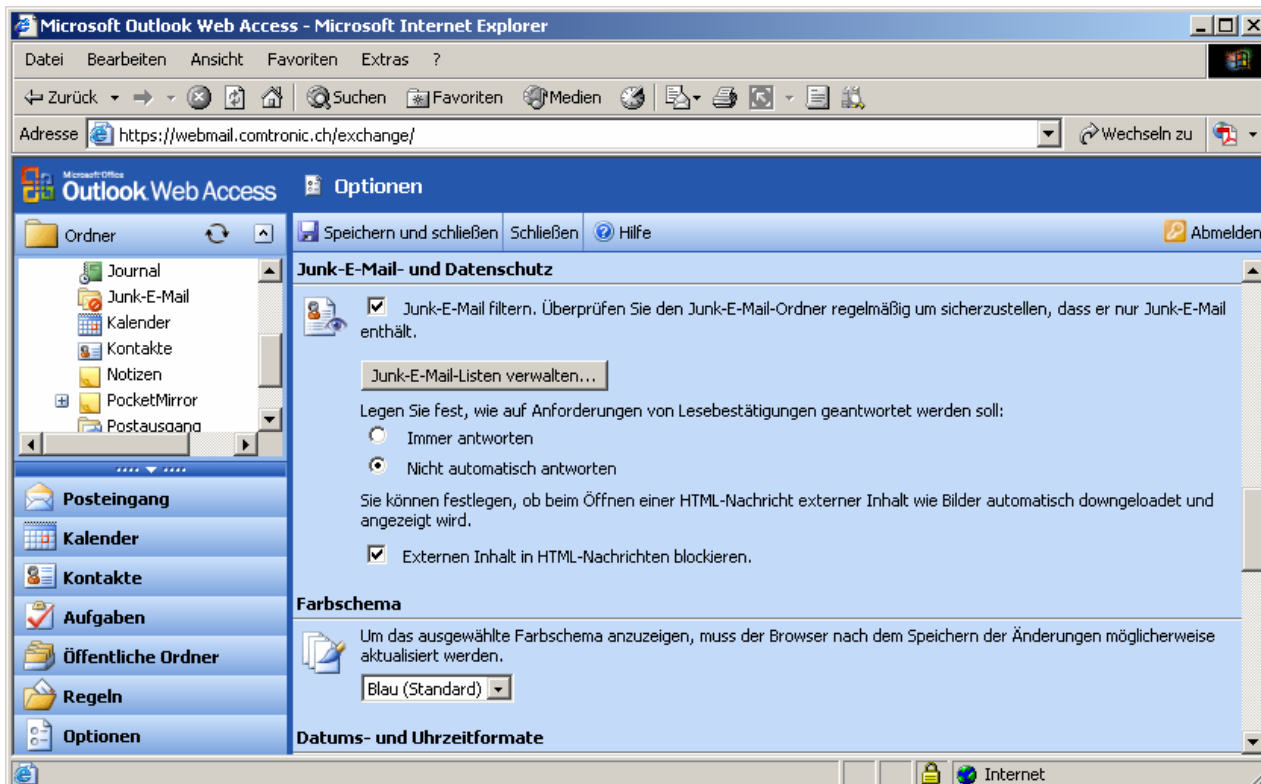 Microsoft Outlook Web Access - Microsoft Internet Explorer
Datei Bearbeiten Ansicht Favoriten Extras ?
Zurück Suchen Favoriten Medien
Adresse https://webmail.comtronic.ch/exchange/ Wechseln zu
Microsoft Office
Outlook Web Access
Optionen
Ordner
Speichern und schließen Schließen Hilfe Abmelden
Journal
Junk-E-Mail
Kalender
Kontakte
Notizen
PocketMirror
Postausgang
Posteingang
Kalender
Kontakte
Aufgaben
Öffentliche Ordner
Regeln
Optionen
Junk-E-Mail- und Datenschutz
Junk-E-Mail filtern. Überprüfen Sie den Junk-E-Mail-Ordner regelmäßig um sicherzustellen, dass er nur Junk-E-Mail
enthält.
Junk-E-Mail-Listen verwalten...
Legen Sie fest, wie auf Anforderungen von Lesebestätigungen geantwortet werden soll:
Immer antworten
Nicht automatisch antworten
Sie können festlegen, ob beim Öffnen einer HTML-Nachricht externer Inhalt wie Bilder automatisch downgeloadet und
angezeigt wird.
Externen Inhalt in HTML-Nachrichten blockieren.
Farbschema
Um das ausgewählte Farbschema anzuzeigen, muss der Browser nach dem Speichern der Änderungen möglicherweise
aktualisiert werden.
Blau (Standard)
Datums- und Uhrzeitformate
Internet